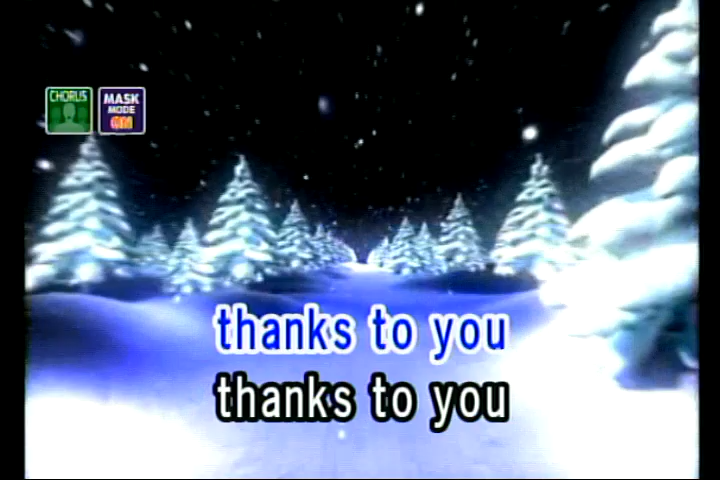 CHORUS
MASK
MODE
ON
thanks to you
thanks to you